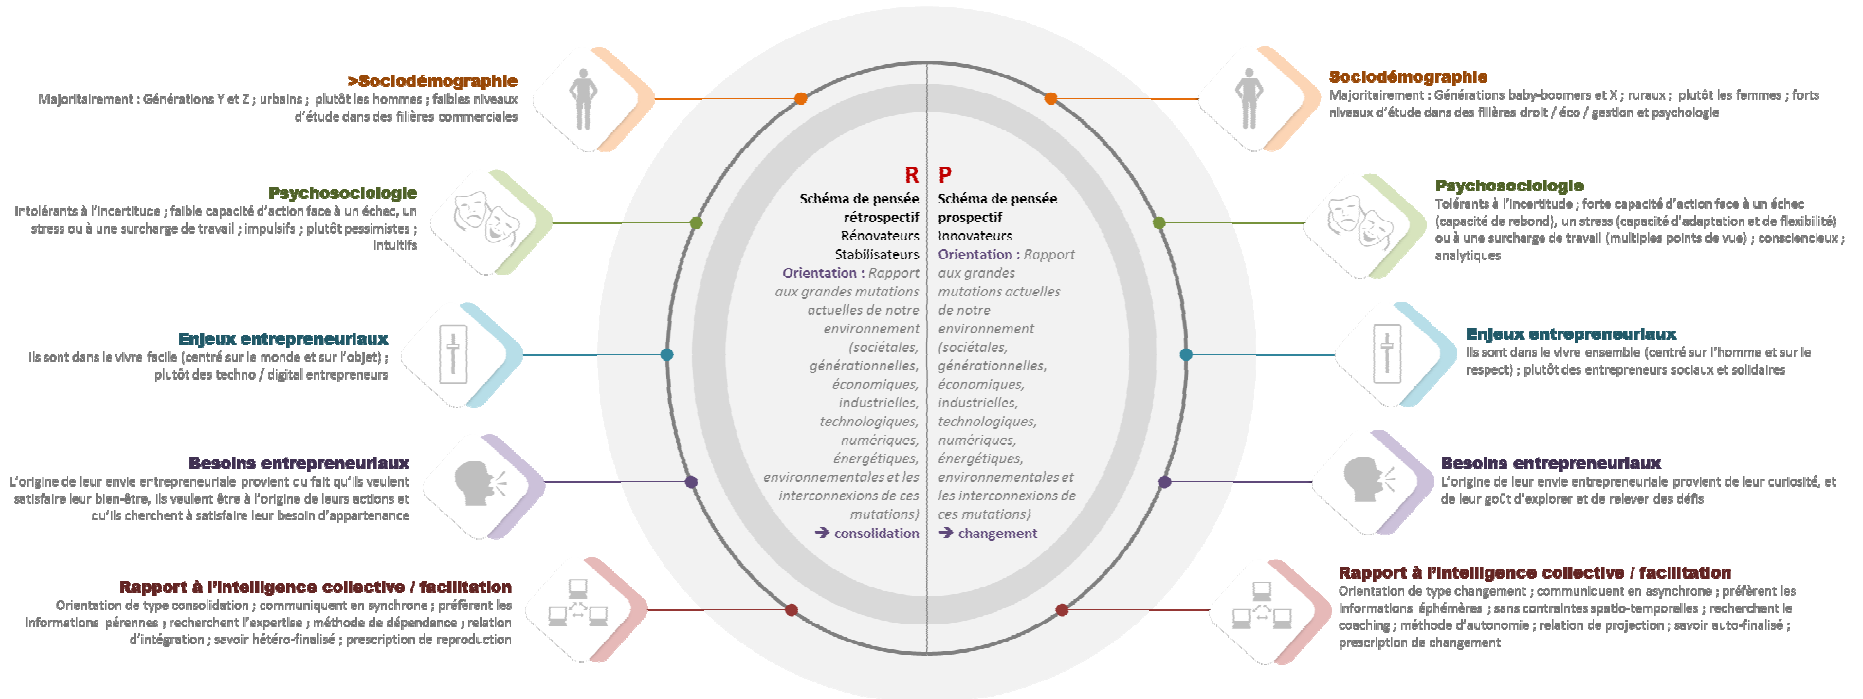 >Sociodémographie
Majoritairement : Générations Y et Z ; urbains ; plutôt les hommes ; faibles niveaux
d'étude dans des filières commerciales
Psychosociologie
Intolérants à l'incertitude ; faible capacité d'action face à un échec, un
stress ou à une surcharge de travail ; impulsifs ; plutôt pessimistes ;
intuitifs
Enjeux entrepreneuriaux
Ils sont dans le vivre facile (centré sur le monde et sur l'objet) ;
plutôt des techno / digital entrepreneurs
Besoins entrepreneuriaux
L'origine de leur envie entrepreneuriale provient du fait qu'ils veulent
satisfaire leur bien-être, ils veulent être à l'origine de leurs actions et
qu'ils cherchent à satisfaire leur besoin d'appartenance
Rapport à l'intelligence collective / facilitation
Orientation de type consolidation ; communiquent en synchrone ; préfèrent les
informations pérennes ; recherchent l'expertise ; méthode de dépendance ; relation
d'intégration ; savoir hétéro-finalisé ; prescription de reproduction
R
Schéma de pensée
rétrospectif
Rénovateurs
Stabilisateurs
Orientation : Rapport
aux grandes mutations
actuelles de notre
environnement
(sociétales,
générationnelles,
économiques,
industrielles,
technologiques,
numériques,
énergétiques,
environnementales et les
interconnexions de ces
mutations)
➔ consolidation
P
Schéma de pensée
prospectif
Innovateurs
Orientation : Rapport
aux grandes
mutations actuelles
de notre
environnement
(sociétales,
générationnelles,
économiques,
industrielles,
technologiques,
numériques,
énergétiques,
environnementales et
les interconnexions de
ces mutations)
➔ changement
Sociodémographie
Majoritairement : Générations baby-boomers et X ; ruraux ; plutôt les femmes ; forts
niveaux d'étude dans des filières droit / éco / gestion et psychologie
Psychosociologie
Tolérants à l'incertitude ; forte capacité d'action face à un échec
(capacité de rebond), un stress (capacité d'adaptation et de flexibilité)
ou à une surcharge de travail (multiples points de vue) ; consciencieux ;
analytiques
Enjeux entrepreneuriaux
Ils sont dans le vivre ensemble (centré sur l'homme et sur le
respect) ; plutôt des entrepreneurs sociaux et solidaires
Besoins entrepreneuriaux
L'origine de leur envie entrepreneuriale provient de leur curiosité, et
de leur goût d'explorer et de relever des défis
Rapport à l'intelligence collective / facilitation
Orientation de type changement ; communiquent en asynchrone ; préfèrent les
informations éphémères ; sans contraintes spatio-temporelles ; recherchent le
coaching ; méthode d'autonomie ; relation de projection ; savoir auto-finalisé ;
prescription de changement